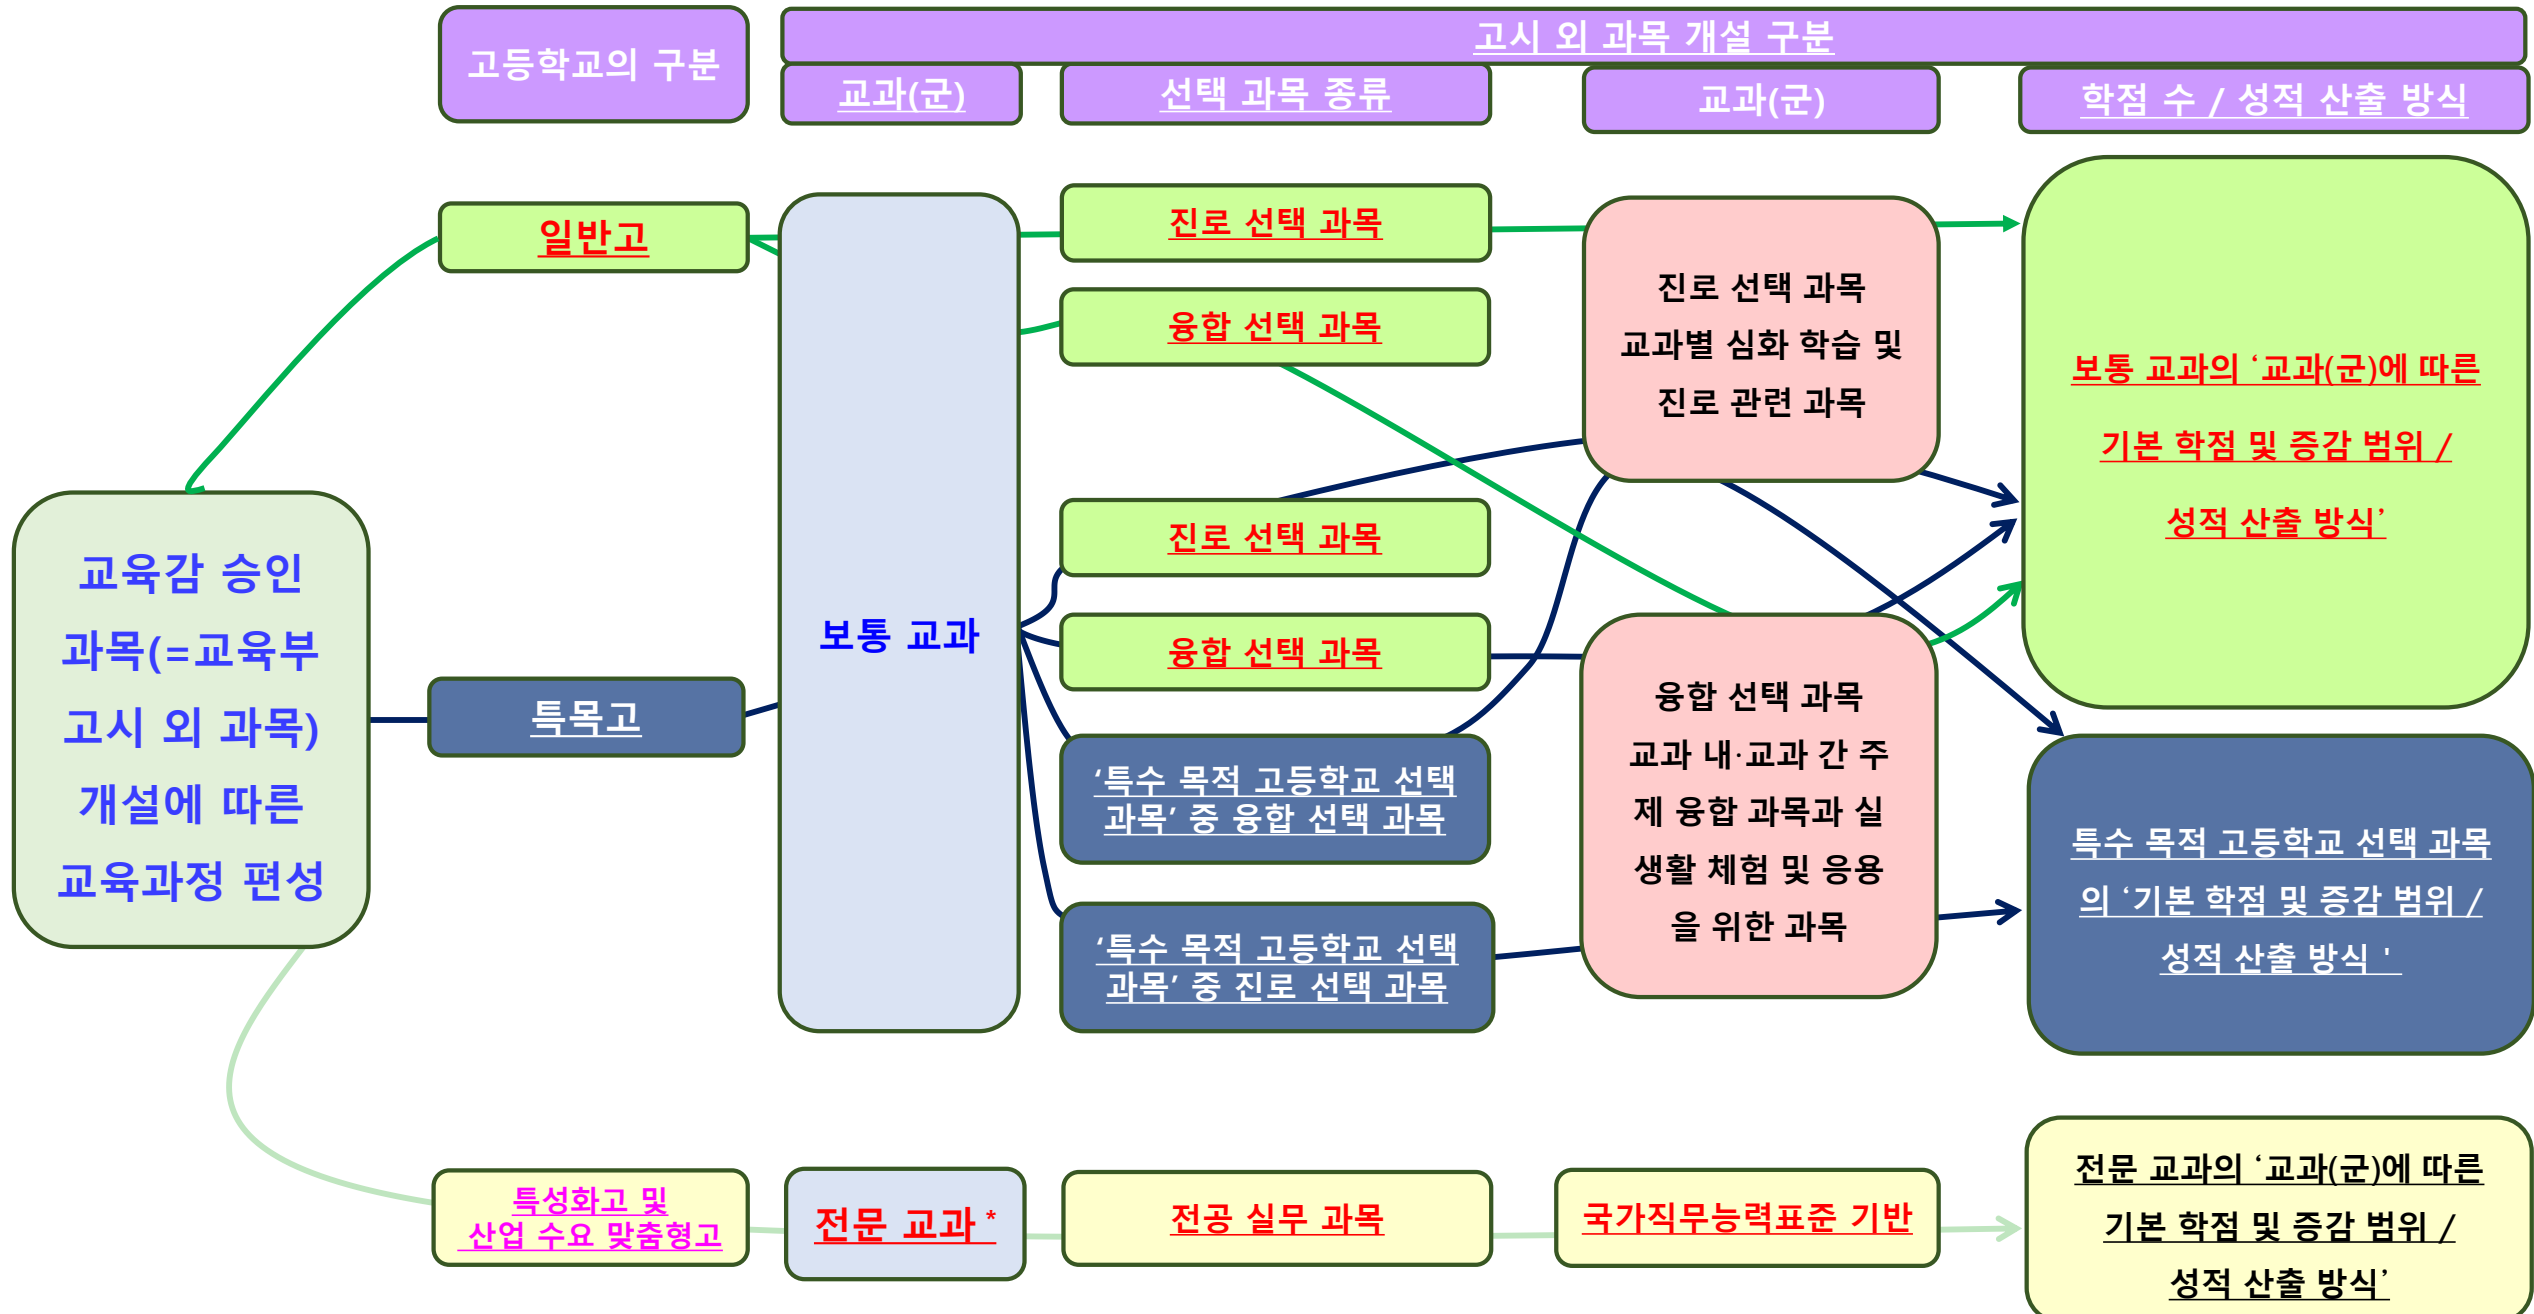 고등학교의 구분
고시 외 과목 개설 구분
교과(군)
선택 과목 종류
교과(군)
학점 수 / 성적 산출 방식
교육감 승인
과목(=교육부
고시 외 과목)
개설에 따른
교육과정 편성
일반고
특목고
특성화고 및
산업 수요 맞춤형고
보통 교과
전문 교과 *
진로 선택 과목
융합 선택 과목
진로 선택 과목
융합 선택 과목
‘특수 목적 고등학교 선택
과목’ 중 융합 선택 과목
‘특수 목적 고등학교 선택
과목’ 중 진로 선택 과목
전공 실무 과목
진로 선택 과목
교과별 심화 학습 및
진로 관련 과목
융합 선택 과목
교과 내·교과 간 주
제 융합 과목과 실
생활 체험 및 응용
을 위한 과목
국가직무능력표준 기반
보통 교과의 ‘교과(군)에 따른
기본 학점 및 증감 범위 /
성적 산출 방식’
특수 목적 고등학교 선택 과목
의 ‘기본 학점 및 증감 범위 /
성적 산출 방식 '
전문 교과의 ‘교과(군)에 따른
기본 학점 및 증감 범위 /
성적 산출 방식’